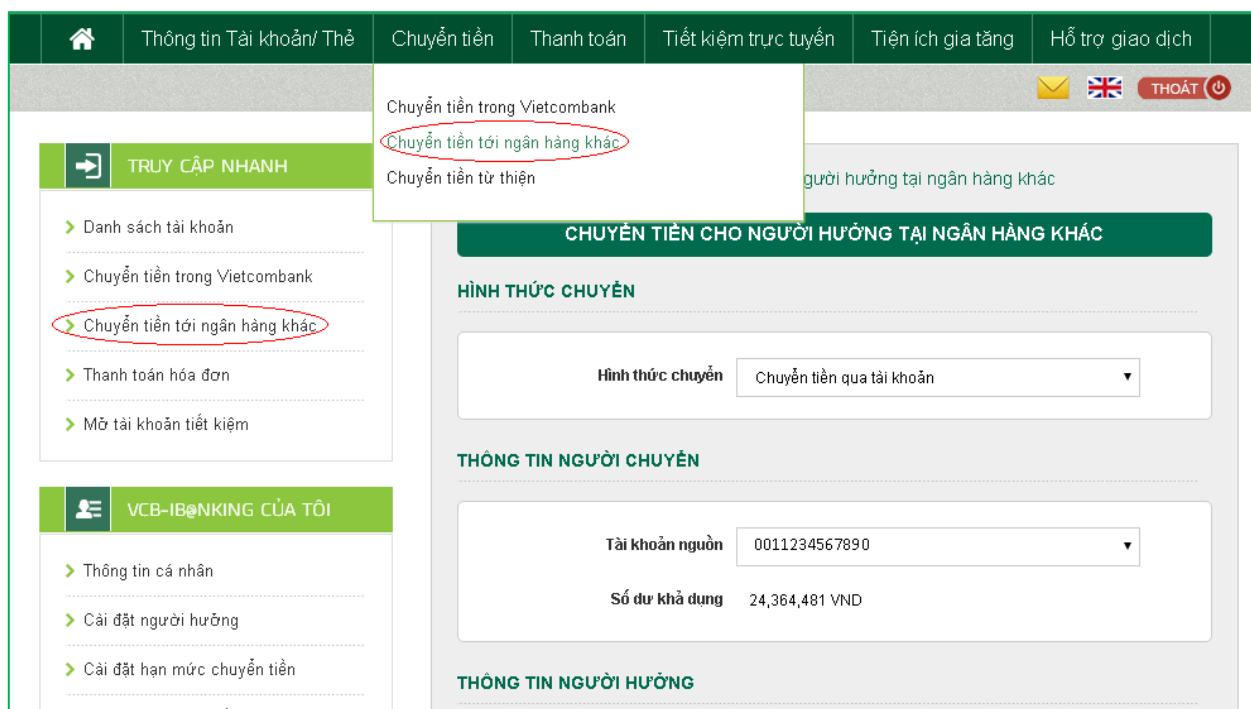 Thông tin Tài khoản/ Thẻ
Chuyển tiền
Thanh toán
Tiết kiệm trực tuyến
Tiện ích gia tăng
Hỗ trợ giao dịch
Chuyển tiền trong Vietcombank
Chuyển tiền tới ngân hàng khác
Chuyển tiền từ thiện
THOÁT
TRUY CẬP NHANH
Danh sách tài khoản
Chuyển tiền trong Vietcombank
Chuyển tiền tới ngân hàng khác
Thanh toán hóa đơn
Mở tài khoản tiết kiệm
VCB-IB@NKING CỦA TÔI
Thông tin cá nhân
Cài đặt người hưởng
Cài đặt hạn mức chuyển tiền
hưởng tại ngân hàng khác
CHUYỂN TIỀN CHO NGƯỜI HƯỞNG TẠI NGÂN HÀNG KHÁC
HÌNH THỨC CHUYỂN
Hình thức chuyển
Chuyển tiền qua tài khoản
THÔNG TIN NGƯỜI CHUYỂN
Tài khoản nguồn
0011234567890
Số dư khả dụng
24,364,481 VND
THÔNG TIN NGƯỜI HƯỞNG